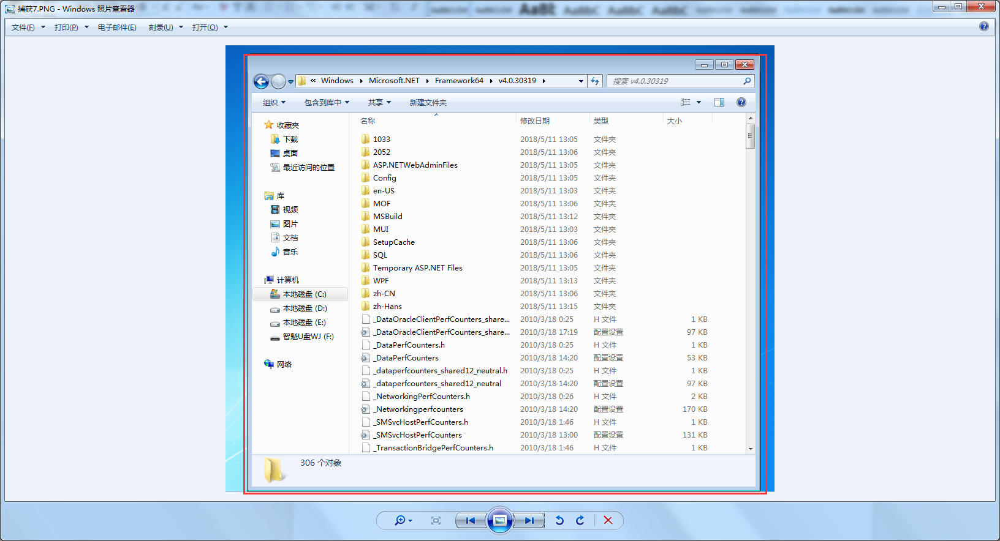 捕获7.PNG - Windows 照片查看器
AaBt AaBbC AaBbC AaBbC
文件(F) 打印(P) 电子邮件(E) 刻录(U) 打开(O)
« Windows Microsoft.NET Framework64 v4.0.30319 搜索 v4.0.30319
组织 包含到库中 共享 新建文件夹
收藏夹
下载
桌面
最近访问的位置
库
视频
图片
文档
音乐
计算机
本地磁盘 (C:)
本地磁盘 (D:)
本地磁盘 (E:)
智魁U盘WJ (F:)
网络
名称 修改日期 类型 大小
1033 2018/5/11 13:05 文件夹
2052 2018/5/11 13:06 文件夹
ASP.NETWebAdminFiles 2018/5/11 13:05 文件夹
Config 2018/5/11 13:05 文件夹
en-US 2018/5/11 13:03 文件夹
MOF 2018/5/11 13:06 文件夹
MSBuild 2018/5/11 13:12 文件夹
MUI 2018/5/11 13:03 文件夹
SetupCache 2018/5/11 13:06 文件夹
SQL 2018/5/11 13:06 文件夹
Temporary ASP.NET Files 2018/5/11 13:05 文件夹
WPF 2018/5/11 13:13 文件夹
zh-CN 2018/5/11 13:06 文件夹
zh-Hans 2018/5/11 13:15 文件夹
_DataOracleClientPerfCounters_share... 2010/3/18 0:25 H 文件 1 KB
_DataOracleClientPerfCounters_share... 2010/3/18 17:19 配置设置 97 KB
_DataPerfCounters.h 2010/3/18 0:25 H 文件 1 KB
_DataPerfCounters 2010/3/18 14:20 配置设置 53 KB
_dataperfcounters_shared12_neutral.h 2010/3/18 0:25 H 文件 1 KB
_dataperfcounters_shared12_neutral 2010/3/18 14:20 配置设置 97 KB
_NetworkingPerfCounters.h 2010/3/18 0:26 H 文件 2 KB
_Networkingperfcounters 2010/3/18 14:20 配置设置 170 KB
_SMSvcHostPerfCounters.h 2010/3/18 1:46 H 文件 1 KB
_SMSvcHostPerfCounters 2010/3/18 13:00 配置设置 131 KB
_TransactionBridgePerfCounters.h 2010/3/18 1:46 H 文件 1 KB
306 个对象